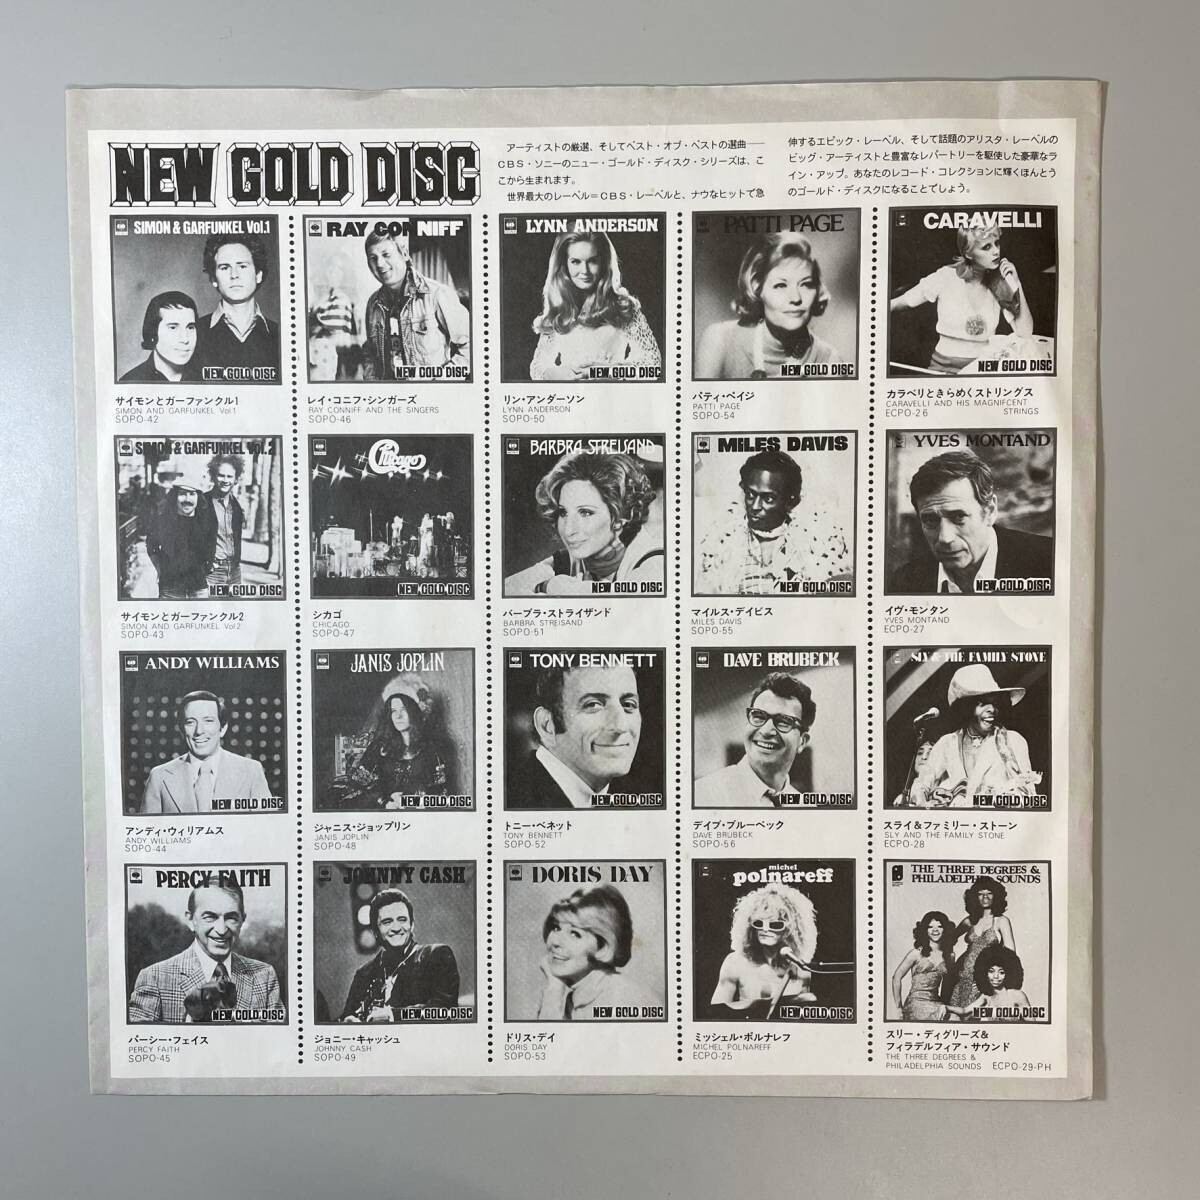 NEW GOLD DISC
アーティストの厳選、そしてベスト・オブ・ベストの選曲──
CBS・ソニーのニュー・ゴールド・ディスク・シリーズは、こ
こから生まれます。
世界最大のレーベル=CBS・レーベルと、ナウなヒットで急
伸するエピック・レーベル、そして話題のアリスタ・レーベルの
ビッグ・アーティストと豊富なレパートリーを駆使した豪華なラ
イン・アップ。あなたのレコード・コレクションに輝くほんとう
のゴールド・ディスクになることでしょう。
SIMON & GARFUNKEL Vol.1
NEW GOLD DISC
サイモンとガーファンクル1
SIMON AND GARFUNKEL Vol.1
SOPO-42
RAY CONNIFF
NEW GOLD DISC
レイ・コニフ・シンガーズ
RAY CONNIFF AND THE SINGERS
SOPO-46
LYNN ANDERSON
NEW GOLD DISC
リン・アンダーソン
LYNN ANDERSON
SOPO-50
PATTI PAGE
NEW GOLD DISC
パティ・ペイジ
PATTI PAGE
SOPO-54
CARAVELLI
NEW GOLD DISC
カラベリときらめくストリングス
CARAVELLI AND HIS MAGNIFCENT
STRINGS
ECPO-26
SIMON & GARFUNKEL Vol.2
NEW GOLD DISC
サイモンとガーファンクル2
SIMON AND GARFUNKEL Vol.2
SOPO-43
Chicago
NEW GOLD DISC
シカゴ
CHICAGO
SOPO-47
BARBRA STREISAND
NEW GOLD DISC
バーブラ・ストライザンド
BARBRA STREISAND
SOPO-51
MILES DAVIS
NEW GOLD DISC
マイルス・デイビス
MILES DAVIS
SOPO-55
YVES MONTAND
NEW GOLD DISC
イヴ・モンタン
YVES MONTAND
ECPO-27
ANDY WILLIAMS
NEW GOLD DISC
アンディ・ウィリアムス
ANDY WILLIAMS
SOPO-44
JANIS JOPLIN
NEW GOLD DISC
ジャニス・ジョップリン
JANIS JOPLIN
SOPO-48
TONY BENNETT
NEW GOLD DISC
トニー・ベネット
TONY BENNETT
SOPO-52
DAVE BRUBECK
NEW GOLD DISC
デイブ・ブルーベック
DAVE BRUBECK
SOPO-56
SLY & THE FAMILY STONE
NEW GOLD DISC
スライ&ファミリー・ストーン
SLY AND THE FAMILY STONE
ECPO-28
PERCY FAITH
NEW GOLD DISC
パーシー・フェイス
PERCY FAITH
SOPO-45
JOHNNY CASH
NEW GOLD DISC
ジョニー・キャッシュ
JOHNNY CASH
SOPO-49
DORIS DAY
NEW GOLD DISC
ドリス・デイ
DORIS DAY
SOPO-53
michel
polnareff
NEW GOLD DISC
ミッシェル・ポルナレフ
MICHEL POLNAREFF
ECPO-25
THE THREE DEGREES &
PHILADELPHIA SOUNDS
NEW GOLD DISC
スリー・ディグリーズ&
フィラデルフィア・サウンド
THE THREE DEGREES &
PHILADELPHIA SOUNDS ECPO-29-PH